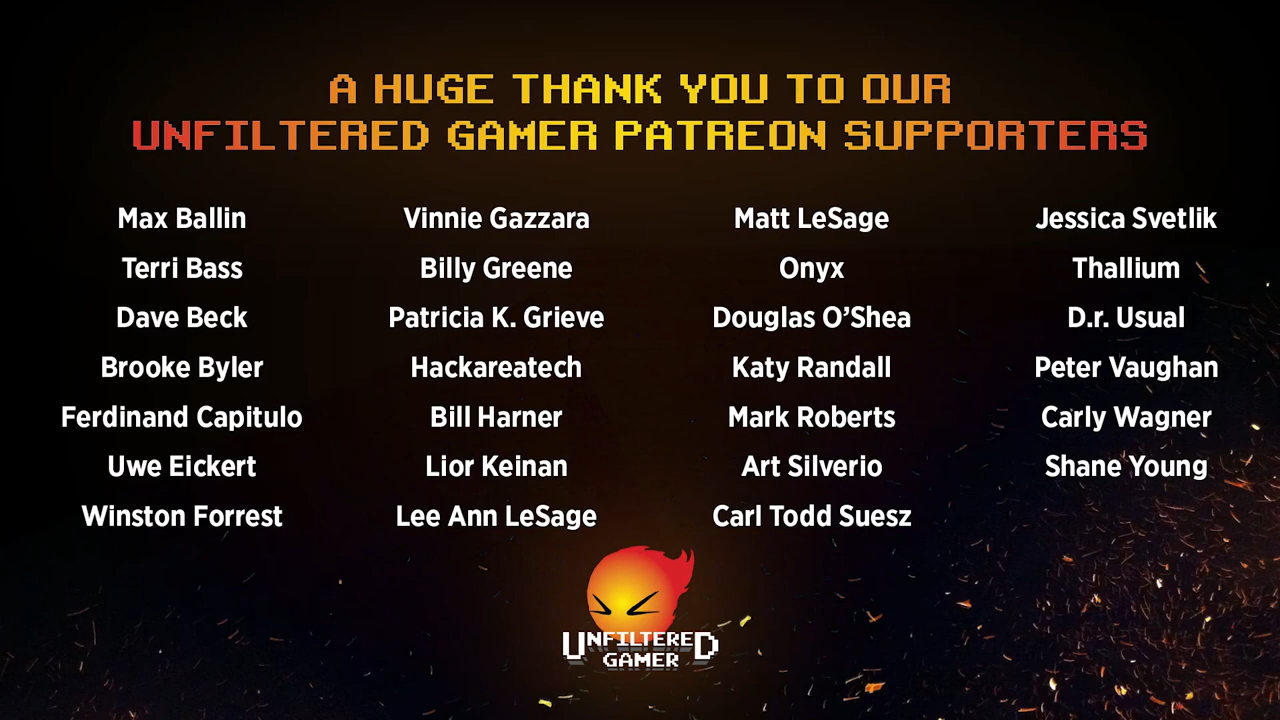 A HUGE THANK YOU TO OUR
UNFILTERED GAMER PATREON SUPPORTERS
Max Ballin
Terri Bass
Dave Beck
Brooke Byler
Ferdinand Capitulo
Uwe Eickert
Winston Forrest
Vinnie Gazzara
Billy Greene
Patricia K. Grieve
Hackareatech
Bill Harner
Lior Keinan
Lee Ann LeSage
Matt LeSage
Onyx
Douglas O’Shea
Katy Randall
Mark Roberts
Art Silverio
Carl Todd Suesz
Jessica Svetlik
Thallium
D.r. Usual
Peter Vaughan
Carly Wagner
Shane Young
UNFILTERED
GAMER